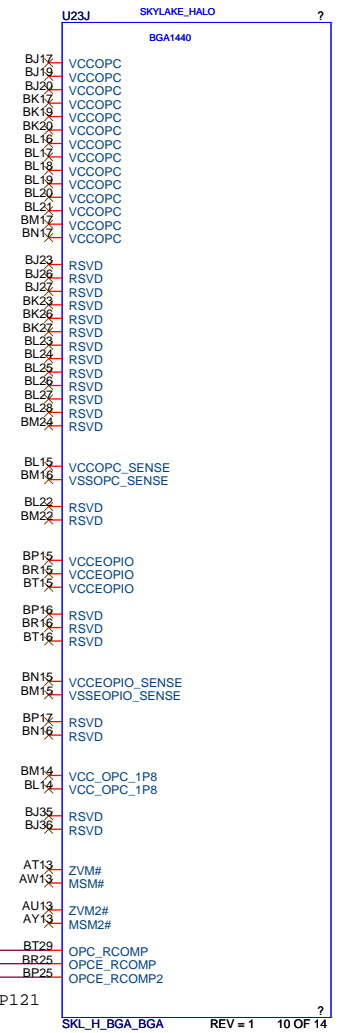 U23J SKYLAKE_HALO ?
BGA1440
BJ17 VCCOPC
BJ19 VCCOPC
BJ20 VCCOPC
BK17 VCCOPC
BK19 VCCOPC
BK20 VCCOPC
BL16 VCCOPC
BL17 VCCOPC
BL18 VCCOPC
BL19 VCCOPC
BL20 VCCOPC
BL21 VCCOPC
BM17 VCCOPC
BN17 VCCOPC
BJ23 RSVD
BJ26 RSVD
BJ27 RSVD
BK23 RSVD
BK26 RSVD
BK27 RSVD
BL23 RSVD
BL24 RSVD
BL25 RSVD
BL26 RSVD
BL27 RSVD
BL28 RSVD
BM24 RSVD
BL15 VCCOPC_SENSE
BM16 VSSOPC_SENSE
BL22 RSVD
BM22 RSVD
BP15 VCCEOPIO
BR15 VCCEOPIO
BT15 VCCEOPIO
BP16 RSVD
BR16 RSVD
BT16 RSVD
BN15 VCCEOPIO_SENSE
BM15 VSSEOPIO_SENSE
BP17 RSVD
BN16 RSVD
BM14 VCC_OPC_1P8
BL14 VCC_OPC_1P8
BJ35 RSVD
BJ36 RSVD
AT13 ZVM#
AW13 MSM#
AU13 ZVM2#
AY13 MSM2#
BT29 OPC_RCOMP
BR25 OPCE_RCOMP
BP25 OPCE_RCOMP2
P121
?
SKL_H_BGA_BGA REV = 1 10 OF 14